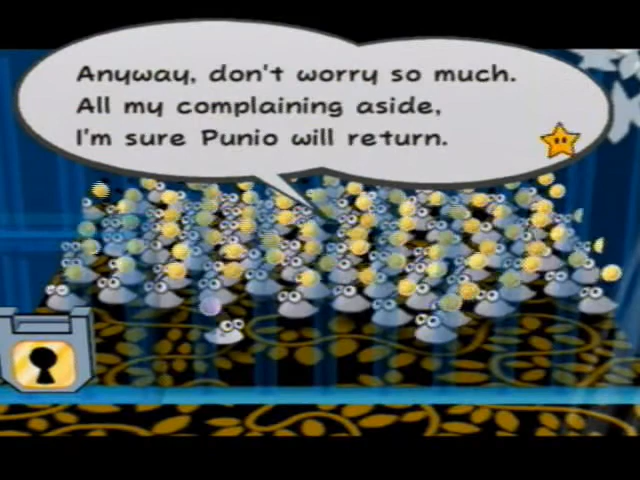 Anyway, don't worry so much.
All my complaining aside,
I'm sure Punio will return.